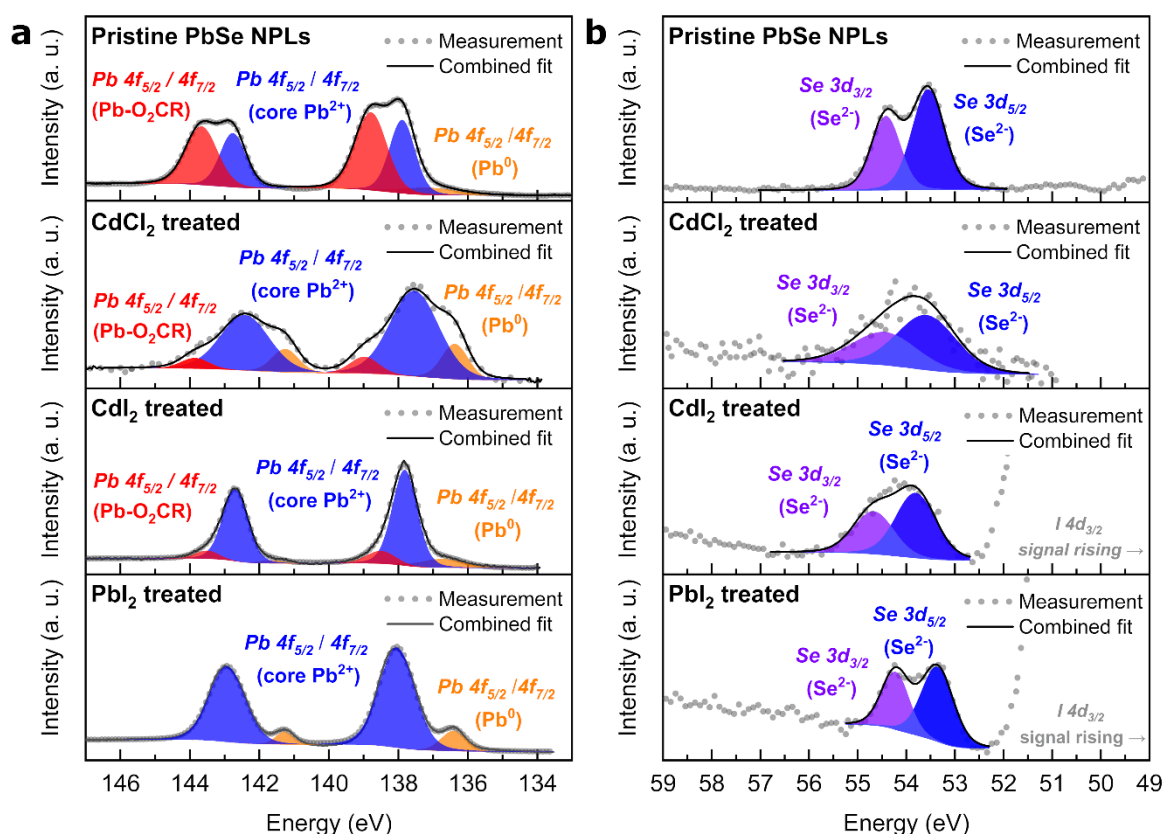 a
Pristine PbSe NPLs
Measurement
Combined fit
Pb 4f5/2 / 4f7/2
(Pb-O2CR)
Pb 4f5/2 / 4f7/2
(core Pb2+)
Pb 4f5/2 /4f7/2
(Pb0)
Intensity (a. u.)
CdCl2 treated
Measurement
Combined fit
Pb 4f5/2 / 4f7/2
(Pb-O2CR)
Pb 4f5/2 / 4f7/2
(core Pb2+)
Pb 4f5/2 /4f7/2
(Pb0)
Intensity (a. u.)
CdI2 treated
Measurement
Combined fit
Pb 4f5/2 / 4f7/2
(Pb-O2CR)
Pb 4f5/2 / 4f7/2
(core Pb2+)
Pb 4f5/2 /4f7/2
(Pb0)
Intensity (a. u.)
PbI2 treated
Measurement
Combined fit
Pb 4f5/2 / 4f7/2
(core Pb2+)
Pb 4f5/2 /4f7/2
(Pb0)
Intensity (a. u.)
146 144 142 140 138 136 134
Energy (eV)
b
Pristine PbSe NPLs
Measurement
Combined fit
Se 3d3/2
(Se2-)
Se 3d5/2
(Se2-)
Intensity (a. u.)
CdCl2 treated
Measurement
Combined fit
Se 3d3/2
(Se2-)
Se 3d5/2
(Se2-)
Intensity (a. u.)
CdI2 treated
Measurement
Combined fit
Se 3d3/2
(Se2-)
Se 3d5/2
(Se2-)
I 4d3/2
signal rising →
Intensity (a. u.)
PbI2 treated
Measurement
Combined fit
Se 3d3/2
(Se2-)
Se 3d5/2
(Se2-)
I 4d3/2
signal rising →
Intensity (a. u.)
59 58 57 56 55 54 53 52 51 50 49
Energy (eV)